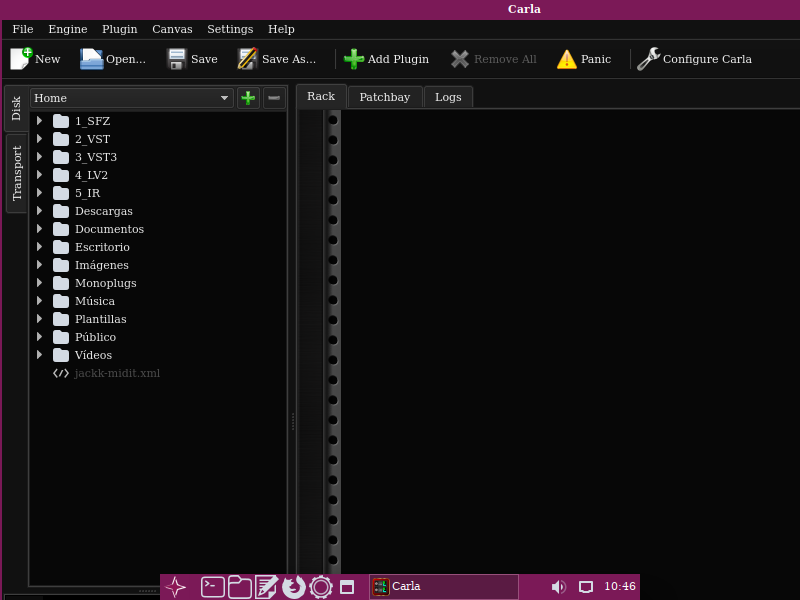 Carla
File Engine Plugin Canvas Settings Help
New Open... Save Save As... Add Plugin Remove All Panic Configure Carla
Disk
Transport
Home
Rack Patchbay Logs
1_SFZ
2_VST
3_VST3
4_LV2
5_IR
Descargas
Documentos
Escritorio
Imágenes
Monoplugs
Música
Plantillas
Público
Vídeos
jackk-midit.xml
Carla 10:46